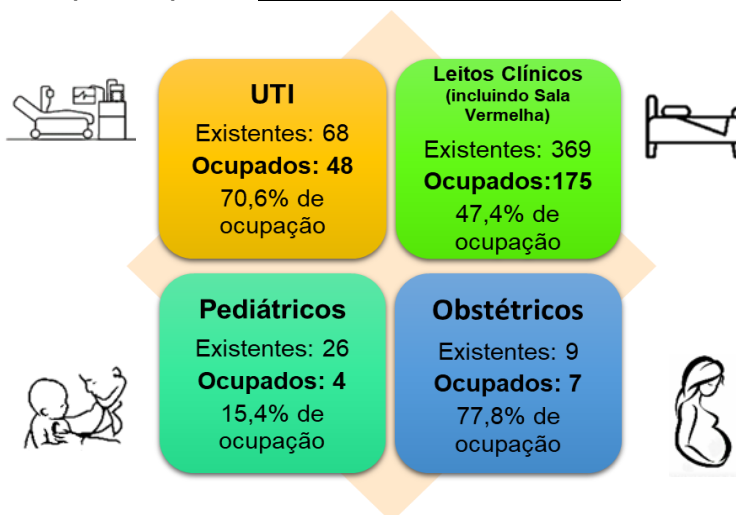 UTI
Existentes: 68
Ocupados: 48
70,6% de
ocupação
Leitos Clínicos
(incluindo Sala
Vermelha)
Existentes: 369
Ocupados:175
47,4% de
ocupação
Pediátricos
Existentes: 26
Ocupados: 4
15,4% de
ocupação
Obstétricos
Existentes: 9
Ocupados: 7
77,8% de
ocupação